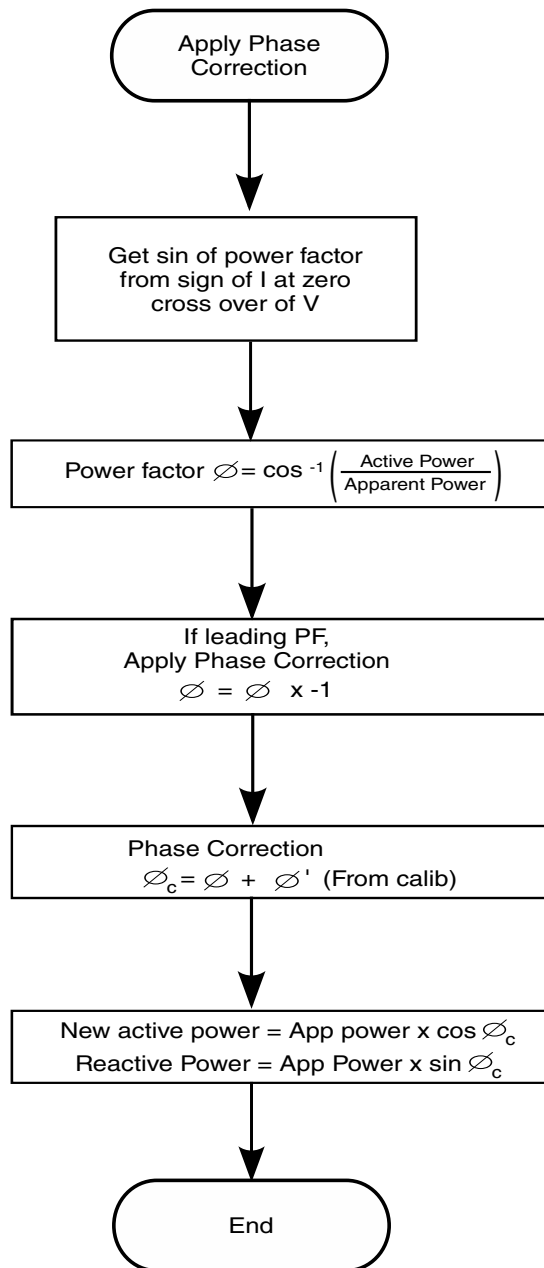 Apply Phase
Correction
Get sin of power factor
from sign of I at zero
cross over of V
Power factor ∅ = cos -1 (Active Power / Apparent Power)
If leading PF,
Apply Phase Correction
∅ = ∅ x -1
Phase Correction
∅c = ∅ + ∅' (From calib)
New active power = App power x cos ∅c
Reactive Power = App Power x sin ∅c
End